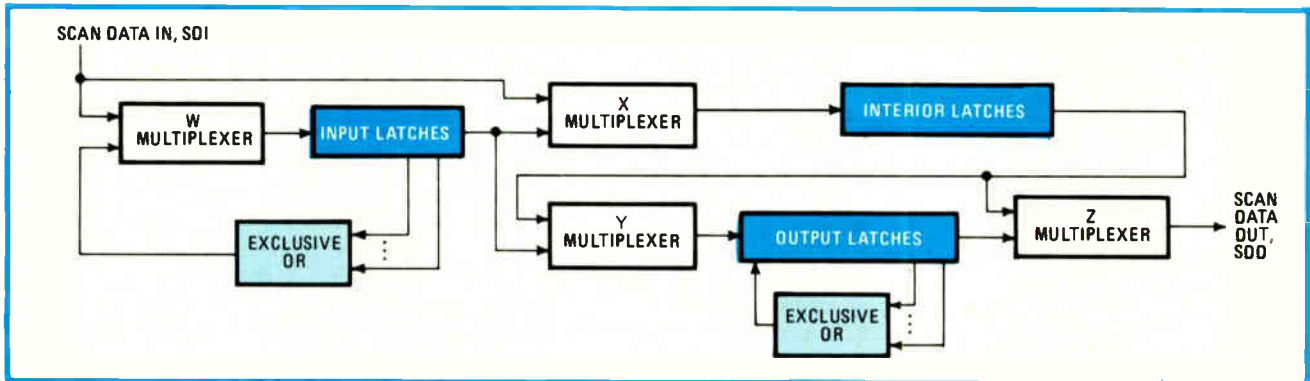 SCAN DATA IN, SDI
W
MULTIPLEXER
INPUT LATCHES
X
MULTIPLEXER
INTERIOR LATCHES
EXCLUSIVE
OR
Y
MULTIPLEXER
OUTPUT LATCHES
Z
MULTIPLEXER
SCAN
DATA
OUT,
SDO
EXCLUSIVE
OR